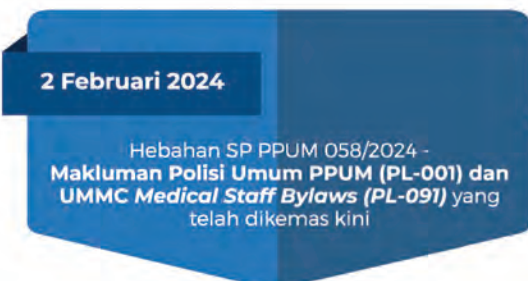 2 Februari 2024
Hebahan SP PPUM 058/2024 -
Makluman Polisi Umum PPUM (PL-001) dan
UMMC Medical Staff Bylaws (PL-091) yang
telah dikemas kini